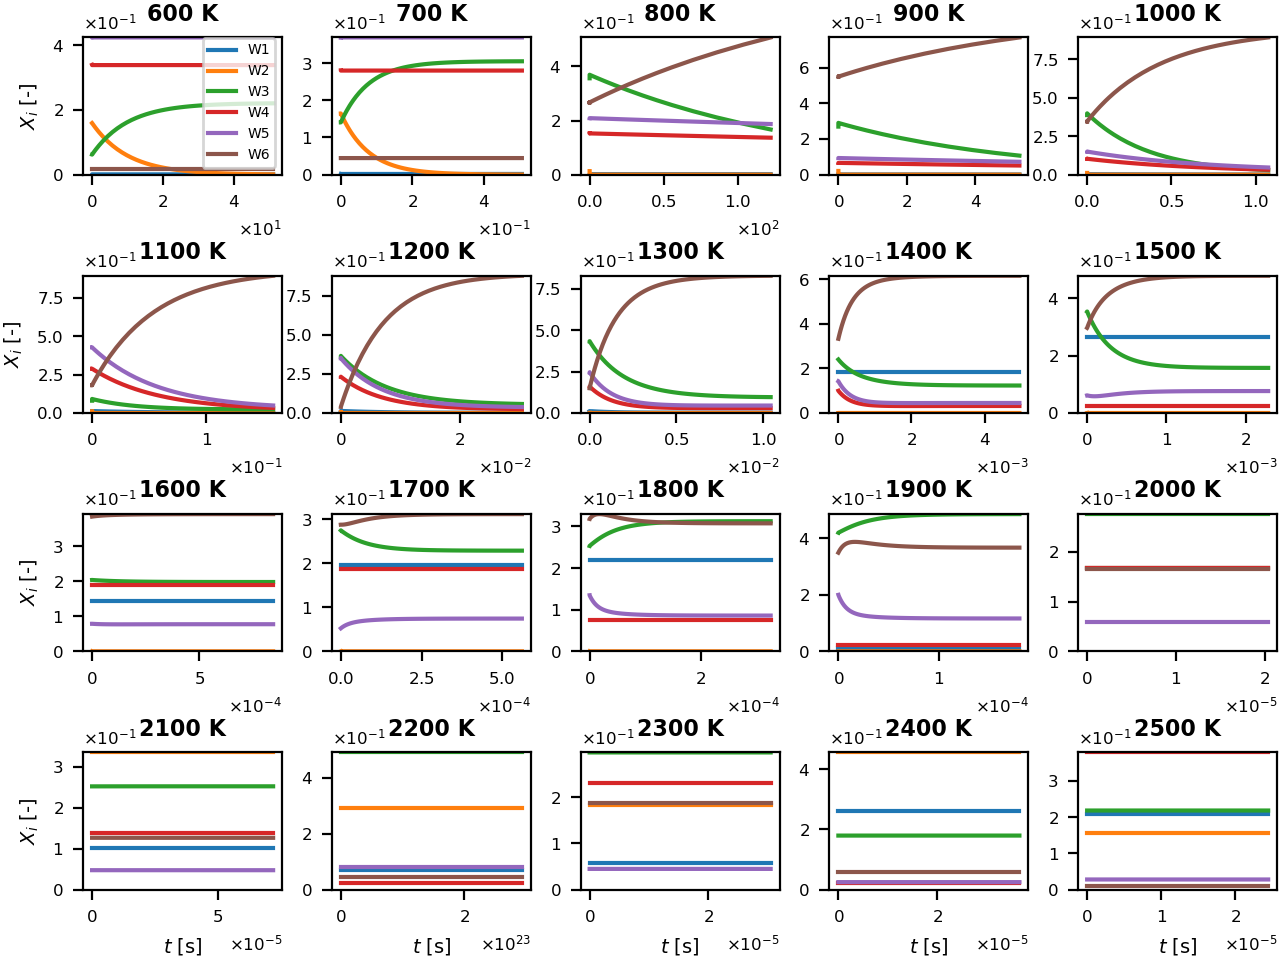 600 K 700 K 800 K 900 K 1000 K
×10⁻¹ ×10⁻¹ ×10⁻¹ ×10⁻¹ ×10⁻¹
X_i [-]
4 2 0
3 2 1 0
4 2 0
6 4 2 0
7.5 5.0 2.5 0.0
W1
W2
W3
W4
W5
W6
0 2 4
0 2 4
0.0 0.5 1.0
0 2 4
0.0 0.5 1.0
×10¹ ×10⁻¹ ×10²
1100 K 1200 K 1300 K 1400 K 1500 K
×10⁻¹ ×10⁻¹ ×10⁻¹ ×10⁻¹ ×10⁻¹
X_i [-]
7.5 5.0 2.5 0.0
7.5 5.0 2.5 0.0
7.5 5.0 2.5 0.0
6 4 2 0
4 2 0
0 1
0 2
0.0 0.5 1.0
0 2 4
0 1 2
×10⁻¹ ×10⁻² ×10⁻² ×10⁻³ ×10⁻³
1600 K 1700 K 1800 K 1900 K 2000 K
×10⁻¹ ×10⁻¹ ×10⁻¹ ×10⁻¹ ×10⁻¹
X_i [-]
3 2 1 0
3 2 1 0
3 2 1 0
4 2 0
2 1 0
0 5
0.0 2.5 5.0
0 2
0 1
0 1 2
×10⁻⁴ ×10⁻⁴ ×10⁻⁴ ×10⁻⁴ ×10⁻⁵
2100 K 2200 K 2300 K 2400 K 2500 K
×10⁻¹ ×10⁻¹ ×10⁻¹ ×10⁻¹ ×10⁻¹
X_i [-]
3 2 1 0
4 2 0
3 2 1 0
4 2 0
3 2 1 0
0 5
0 2
0 2
0 2
0 1 2
×10⁻⁵ t [s] ×10²³ t [s] ×10⁻⁵ t [s] ×10⁻⁵ t [s] ×10⁻⁵ t [s]